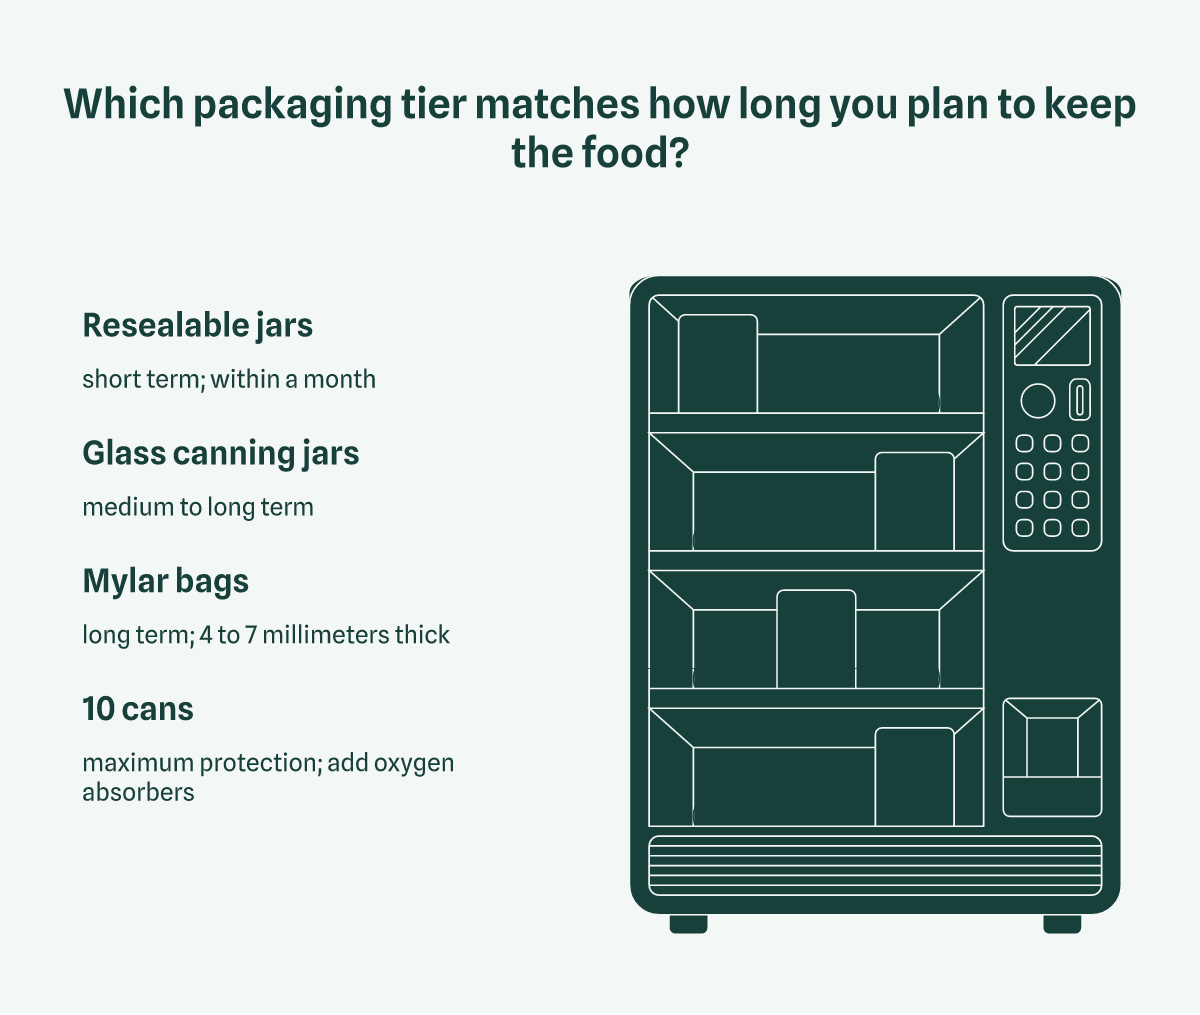 Which packaging tier matches how long you plan to keep
the food?
Resealable jars
short term; within a month
Glass canning jars
medium to long term
Mylar bags
long term; 4 to 7 millimeters thick
10 cans
maximum protection; add oxygen
absorbers